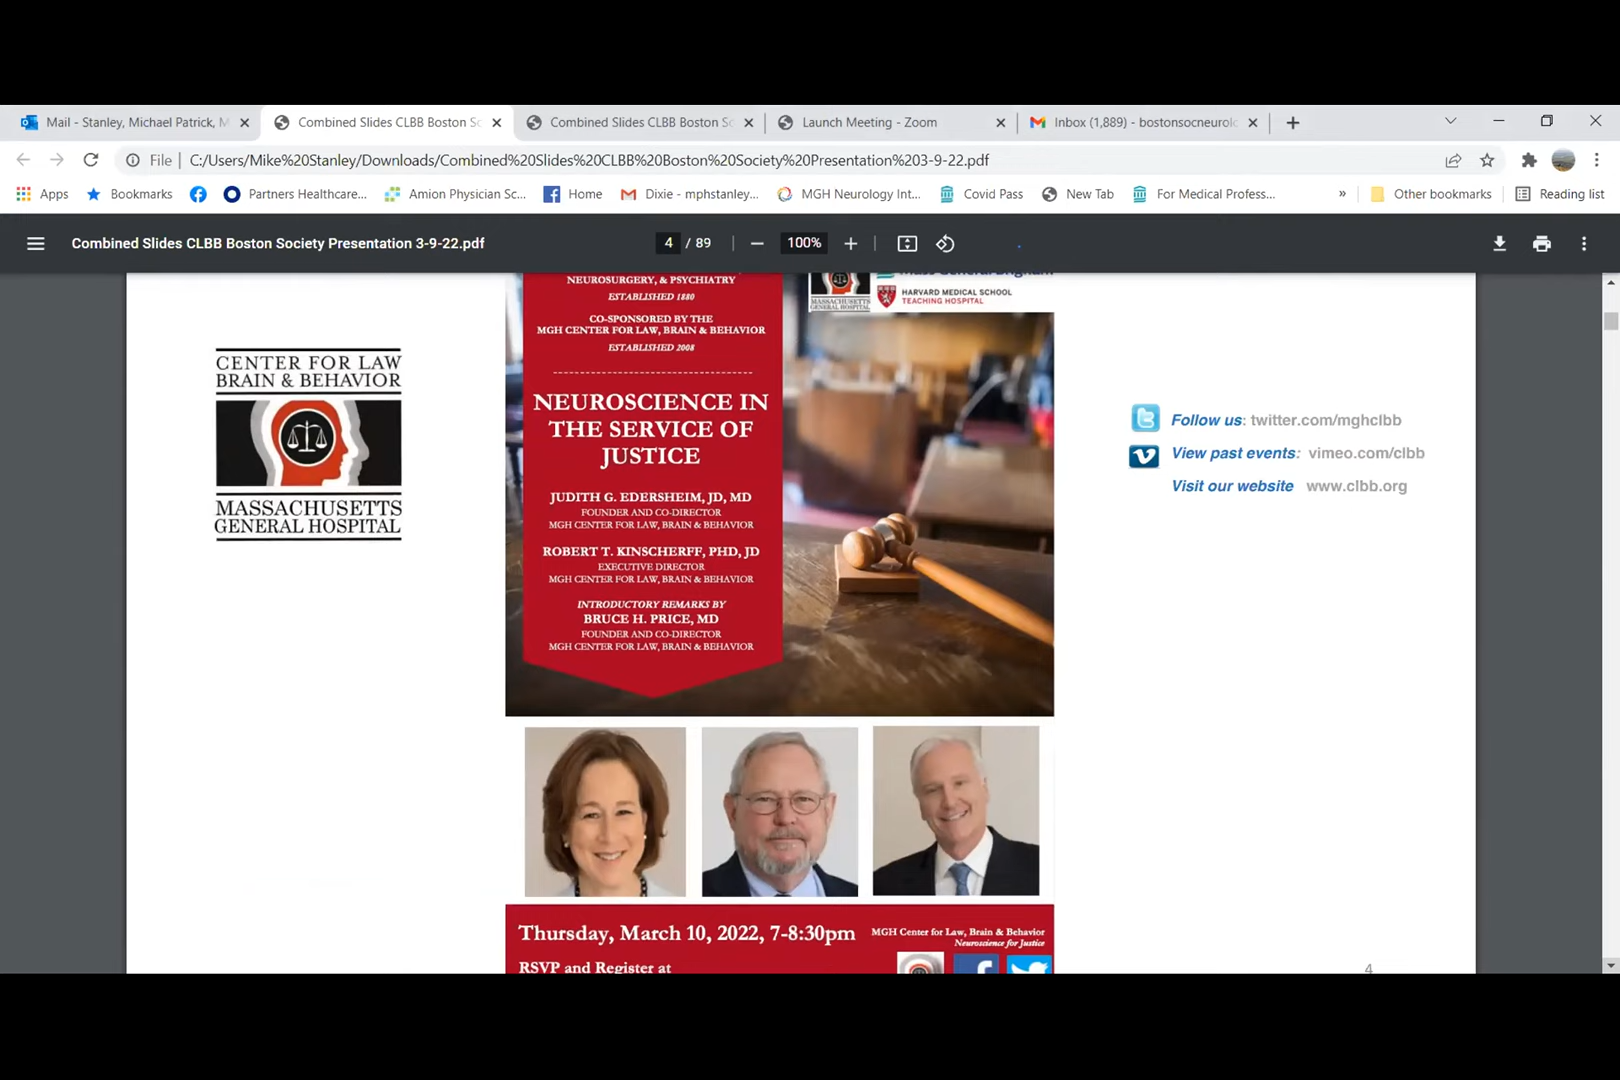 Mail - Stanley, Michael Patrick, M
Combined Slides CLBB Boston So
Combined Slides CLBB Boston So
Launch Meeting - Zoom
Inbox (1,889) - bostonsocneurol
File
C:/Users/Mike%20Stanley/Downloads/Combined%20Slides%20CLBB%20Boston%20Society%20Presentation%203-9-22.pdf
Apps
Bookmarks
Partners Healthcare...
Amion Physician Sc...
Home
Dixie - mphstanley...
MGH Neurology Int...
Covid Pass
New Tab
For Medical Profess...
»
Other bookmarks
Reading list
Combined Slides CLBB Boston Society Presentation 3-9-22.pdf
4 / 89
100%
CENTER FOR LAW
BRAIN & BEHAVIOR
MASSACHUSETTS
GENERAL HOSPITAL
NEUROSURGERY, & PSYCHIATRY
ESTABLISHED 1880
CO-SPONSORED BY THE
MGH CENTER FOR LAW, BRAIN & BEHAVIOR
ESTABLISHED 2008
NEUROSCIENCE IN
THE SERVICE OF
JUSTICE
JUDITH G. EDERSHEIM, JD, MD
FOUNDER AND CO-DIRECTOR
MGH CENTER FOR LAW, BRAIN & BEHAVIOR
ROBERT T. KINSCHERFF, PHD, JD
EXECUTIVE DIRECTOR
MGH CENTER FOR LAW, BRAIN & BEHAVIOR
INTRODUCTORY REMARKS BY
BRUCE H. PRICE, MD
FOUNDER AND CO-DIRECTOR
MGH CENTER FOR LAW, BRAIN & BEHAVIOR
MASSACHUSETTS
GENERAL HOSPITAL
Mass General Brigham
HARVARD MEDICAL SCHOOL
TEACHING HOSPITAL
Follow us: twitter.com/mghclbb
View past events: vimeo.com/clbb
Visit our website www.clbb.org
Thursday, March 10, 2022, 7-8:30pm
RSVP and Register at
MGH Center for Law, Brain & Behavior
Neuroscience for Justice
4